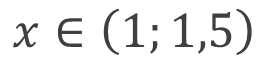 x ∈ (1; 1,5)